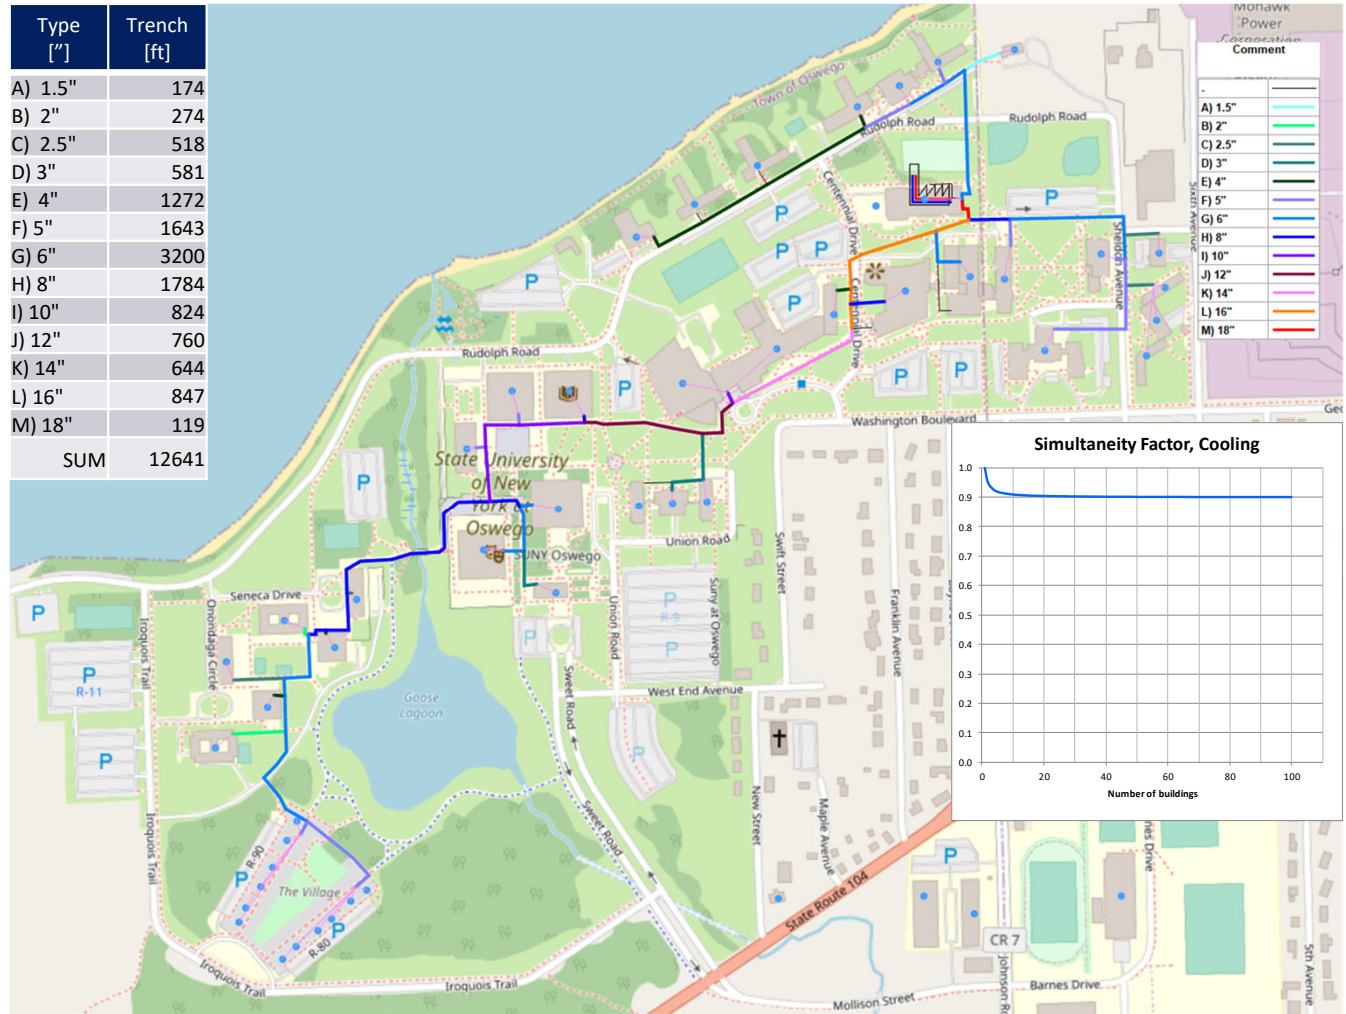 Type
["]
Trench
[ft]
A) 1.5" 174
B) 2" 274
C) 2.5" 518
D) 3" 581
E) 4" 1272
F) 5" 1643
G) 6" 3200
H) 8" 1784
I) 10" 824
J) 12" 760
K) 14" 644
L) 16" 847
M) 18" 119
SUM 12641
Mohawk
Power
Corporation
Comment
-
A) 1.5"
B) 2"
C) 2.5"
D) 3"
E) 4"
F) 5"
G) 6"
H) 8"
I) 10"
J) 12"
K) 14"
L) 16"
M) 18"
Town of Oswego
Rudolph Road
Rudolph Road
Centennial Drive
P
Sixth Avenue
Sheldon Avenue
P
P
P
P
P
Centennial Drive
Rudolph Road
P
P
P
Washington Boulevard
Geo
State University
of New
York at
Oswego
P
SUNY Oswego
Union Road
Union Road
P
R-9
P
Suny at Oswego
Swift Street
Franklin Avenue
P
Seneca Drive
Onondaga Circle
Iroquois Trail
P
P
R-11
P
Goose
Lagoon
West End Avenue
Sweet Road
P
Sweet Road
New Street
Maple Avenue
Iroquois Trail
R-90
P
The Village
P
R-80
Iroquois Trail
Iroquois Trail
State Route 104
Simultaneity Factor, Cooling
1.0
0.9
0.8
0.7
0.6
0.5
0.4
0.3
0.2
0.1
0.0
0 20 40 60 80 100
Number of buildings
P
CR 7
Johnson Ro
nes Drive
Barnes Drive
Mollison Street
5th Avenue